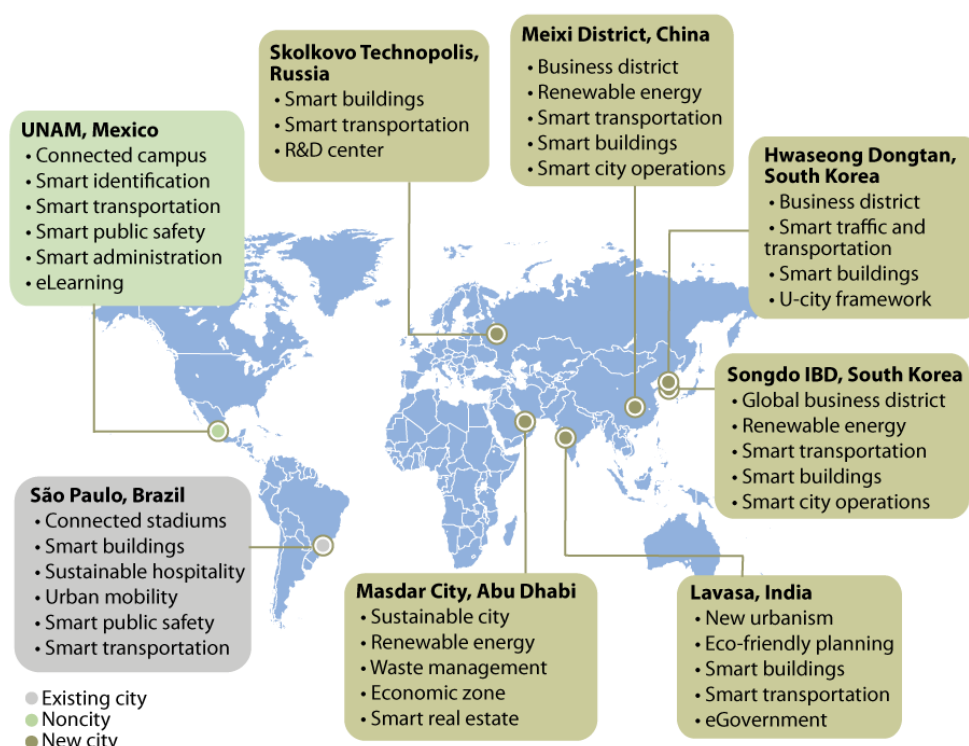 Skolkovo Technopolis,
Russia
• Smart buildings
• Smart transportation
• R&D center
Meixi District, China
• Business district
• Renewable energy
• Smart transportation
• Smart buildings
• Smart city operations
UNAM, Mexico
• Connected campus
• Smart identification
• Smart transportation
• Smart public safety
• Smart administration
• eLearning
Hwaseong Dongtan,
South Korea
• Business district
• Smart traffic and
transportation
• Smart buildings
• U-city framework
Songdo IBD, South Korea
• Global business district
• Renewable energy
• Smart transportation
• Smart buildings
• Smart city operations
São Paulo, Brazil
• Connected stadiums
• Smart buildings
• Sustainable hospitality
• Urban mobility
• Smart public safety
• Smart transportation
Masdar City, Abu Dhabi
• Sustainable city
• Renewable energy
• Waste management
• Economic zone
• Smart real estate
Lavasa, India
• New urbanism
• Eco-friendly planning
• Smart buildings
• Smart transportation
• eGovernment
Existing city
Noncity
New city